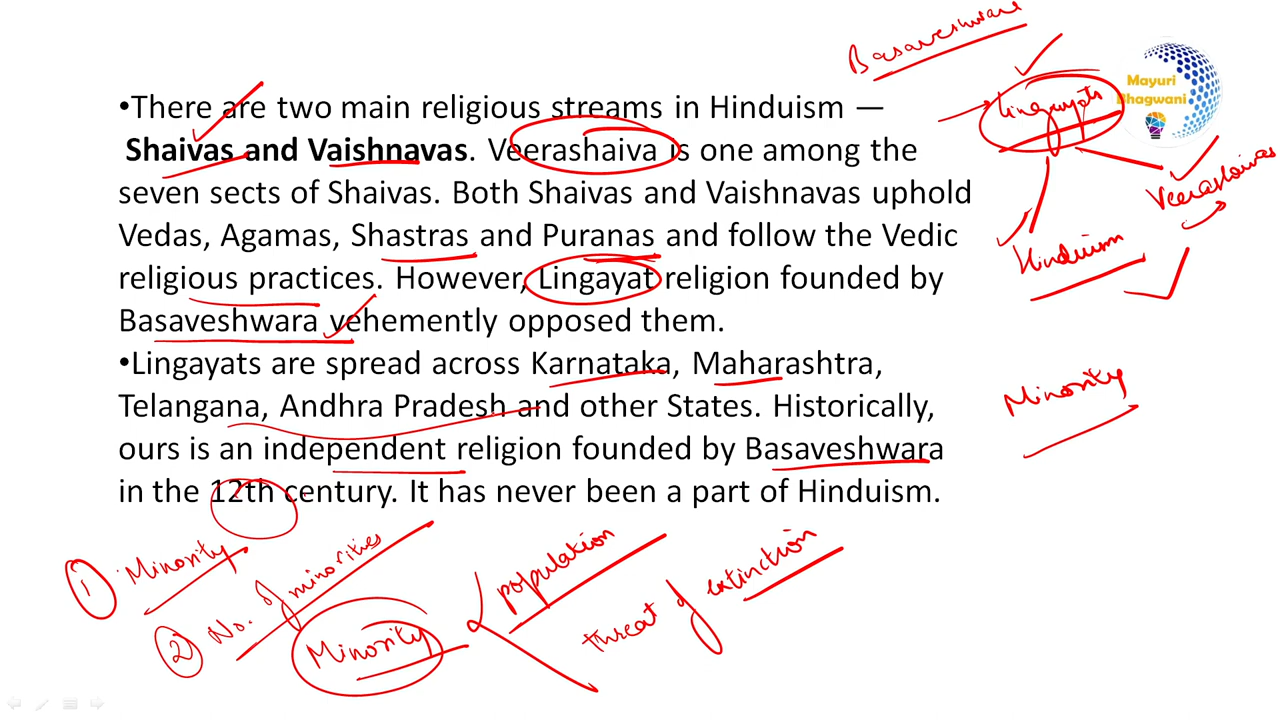 Basaveshwara
Lingayats
Mayuri
Bhagwani
Veerashaivas
Hinduism
•There are two main religious streams in Hinduism —
Shaivas and Vaishnavas. Veerashaiva is one among the
seven sects of Shaivas. Both Shaivas and Vaishnavas uphold
Vedas, Agamas, Shastras and Puranas and follow the Vedic
religious practices. However, Lingayat religion founded by
Basaveshwara vehemently opposed them.
•Lingayats are spread across Karnataka, Maharashtra,
Telangana, Andhra Pradesh and other States. Historically,
ours is an independent religion founded by Basaveshwara
in the 12th century. It has never been a part of Hinduism.
Minority
1 Minority
2 No. of minorities
Minority
population
threat of extinction